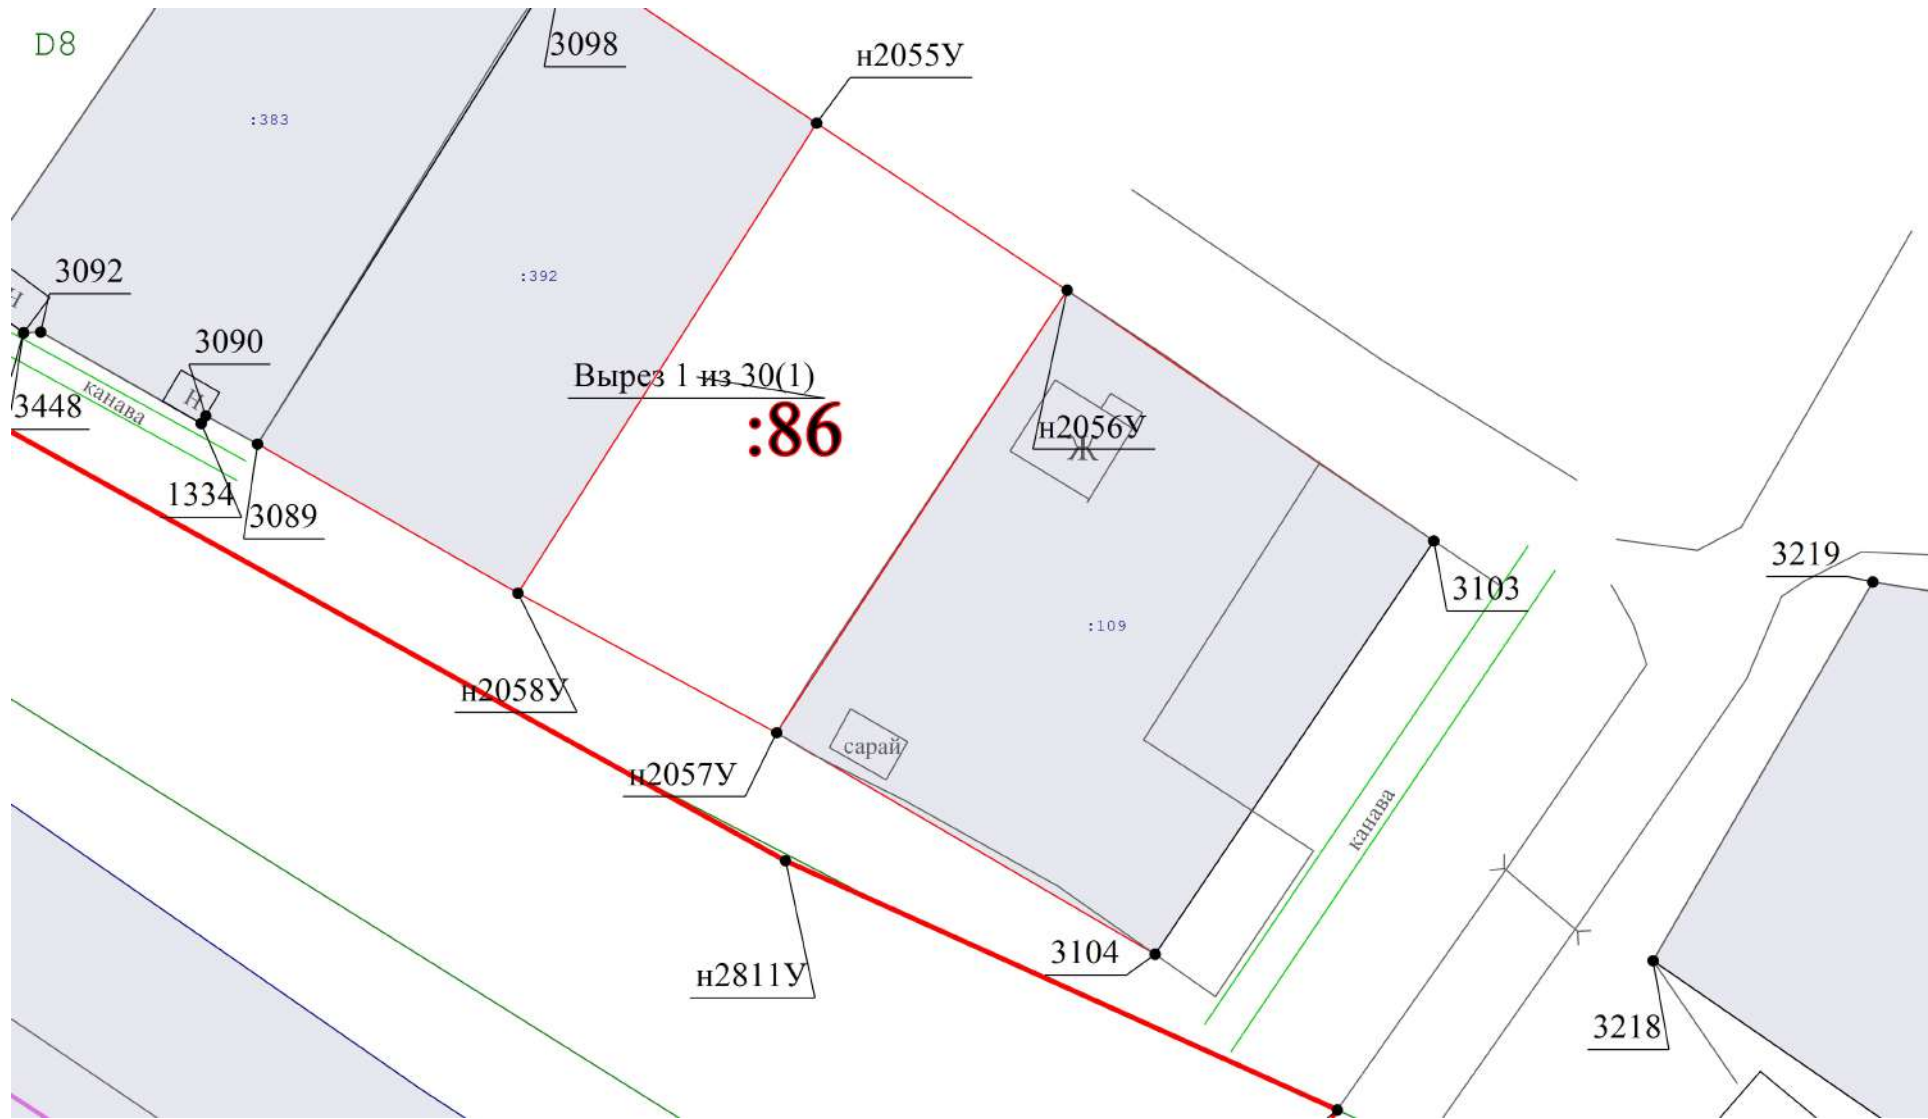 D8
3098
н2055У
:383
3092
:392
Н
3090
Вырез 1 из 30(1)
Н
канава
3448
:86
н2056У
Ж
1334
3089
3219
3103
:109
н2058У
сарай
н2057У
канава
3104
н2811У
3218